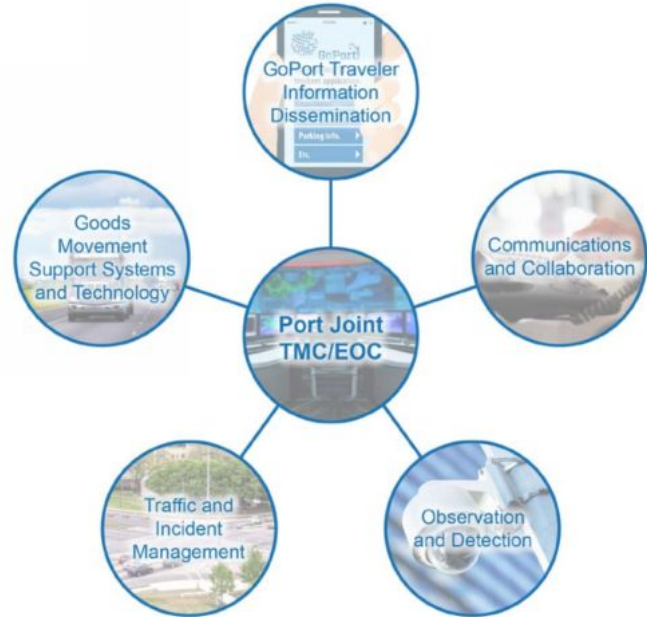 GoPort
GoPort Traveler
Information
Dissemination
Parking Info.
Etc.
Goods
Movement
Support Systems
and Technology
Communications
and Collaboration
Port Joint
TMC/EOC
Traffic and
Incident
Management
Observation
and Detection